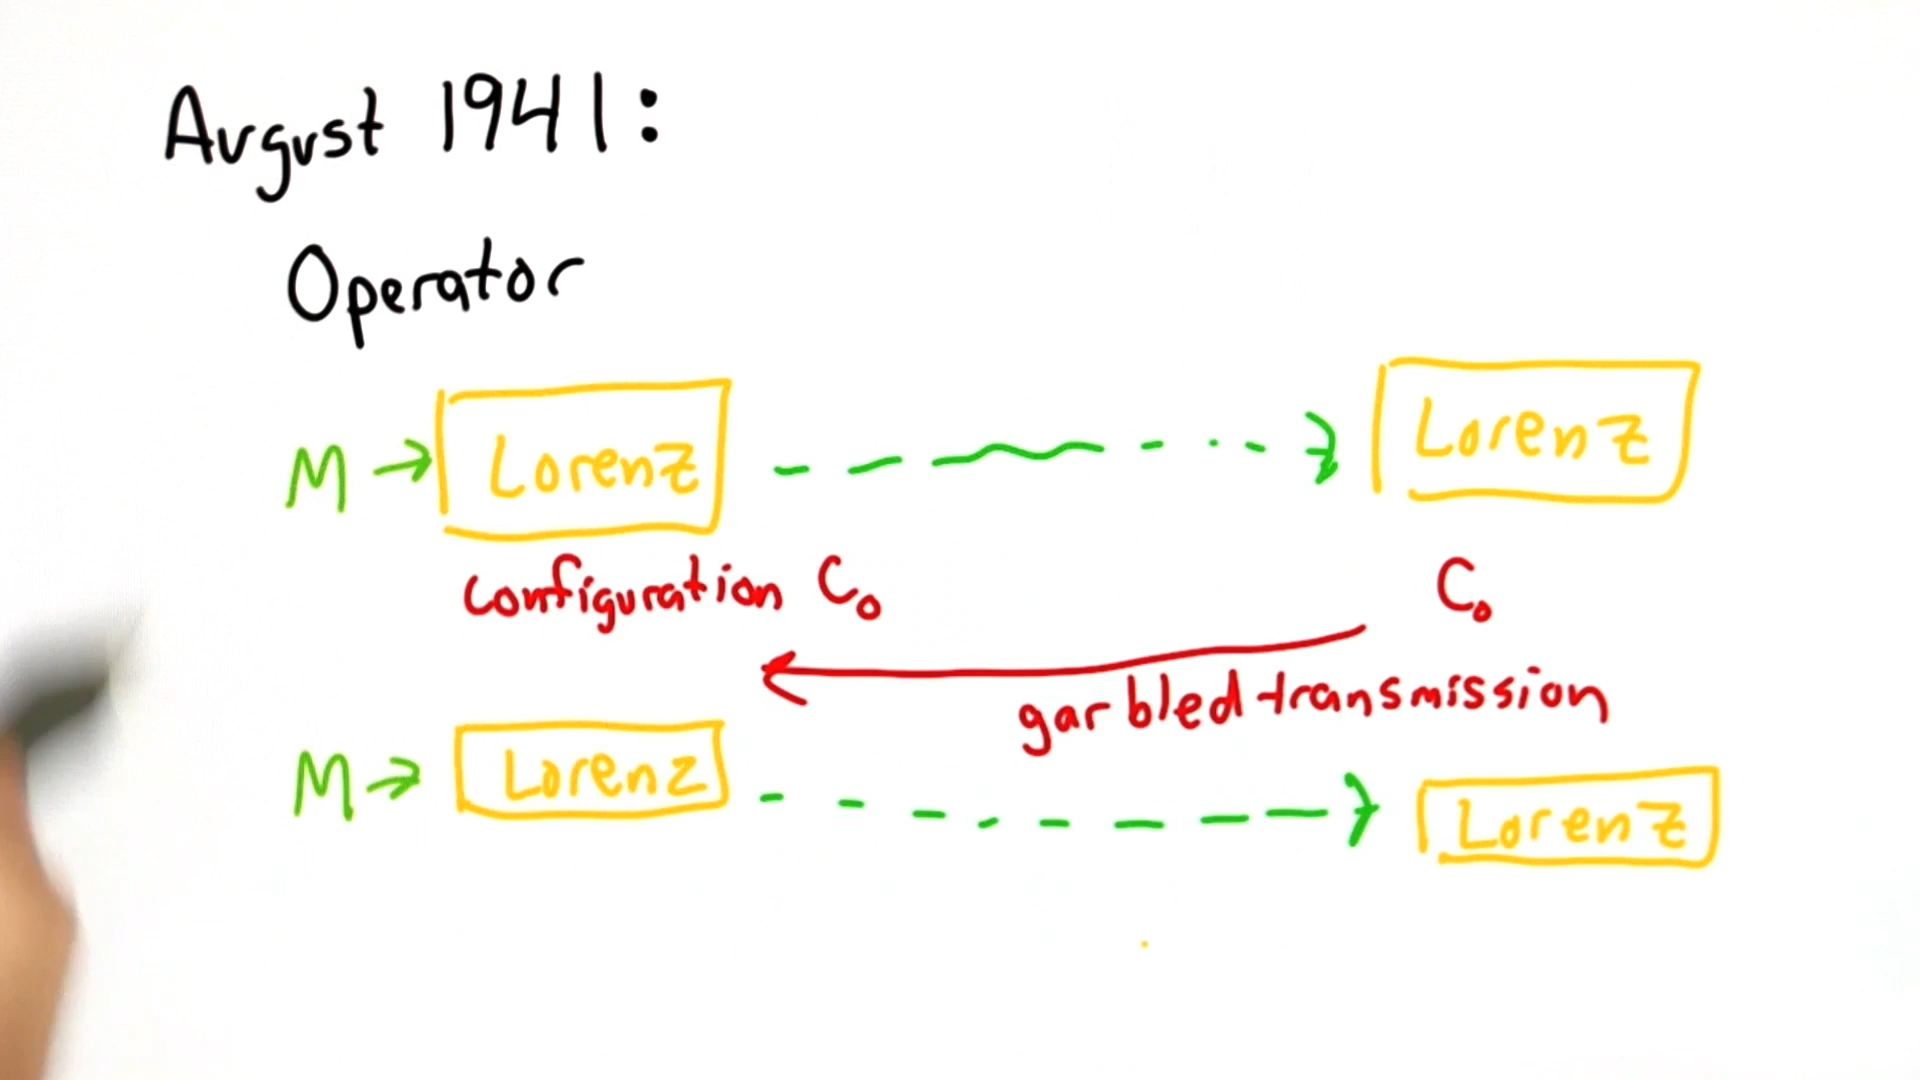 August 1941:
Operator
M → Lorenz Lorenz
configuration C₀ C₀
garbled transmission
M → Lorenz Lorenz